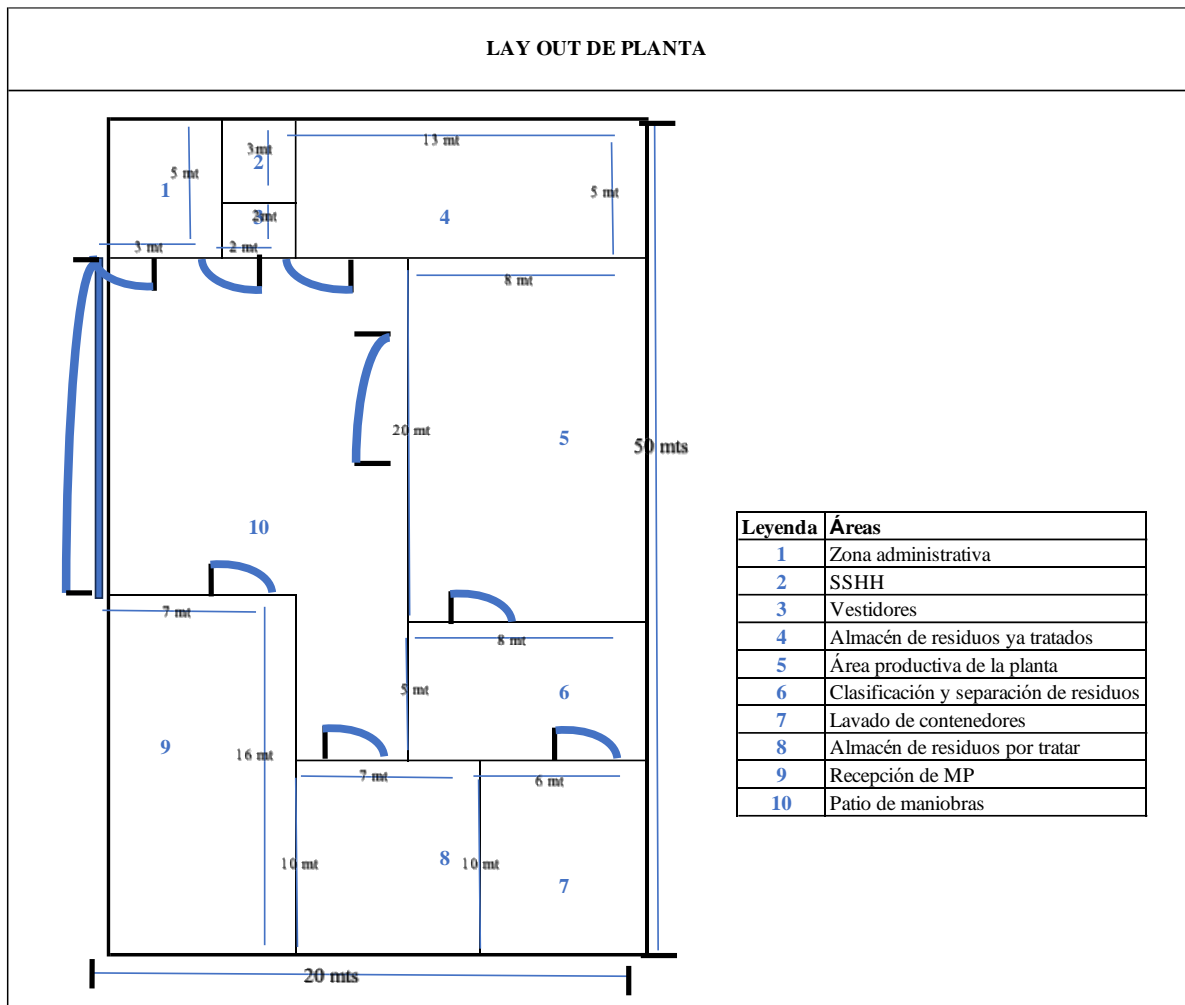 LAY OUT DE PLANTA
13 mt
3mt
2
5 mt
1
5 mt
2mt
3
4
3 mt
2 mt
8 mt
20 mt
5
50 mts
10
7 mt
8 mt
5 mt
6
9
16 mt
7 mt
6 mt
10 mt
8
10 mt
7
20 mts
Leyenda Áreas
1 Zona administrativa
2 SSHH
3 Vestidores
4 Almacén de residuos ya tratados
5 Área productiva de la planta
6 Clasificación y separación de residuos
7 Lavado de contenedores
8 Almacén de residuos por tratar
9 Recepción de MP
10 Patio de maniobras